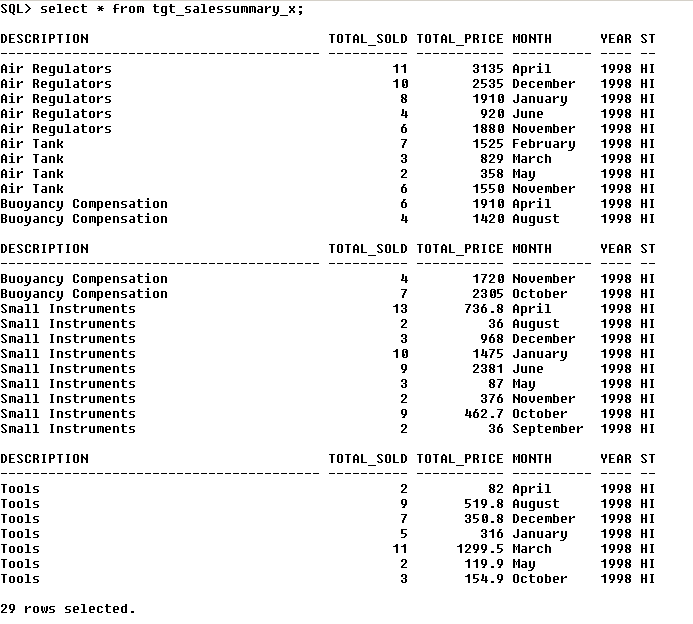 SQL> select * from tgt_salessummary_x;
DESCRIPTION                              TOTAL_SOLD TOTAL_PRICE MONTH      YEAR ST
---------------------------------------- ---------- ----------- ---------- ---- --
Air Regulators                                   11        3135 April      1998 HI
Air Regulators                                   10        2535 December   1998 HI
Air Regulators                                    8        1910 January    1998 HI
Air Regulators                                    4         920 June       1998 HI
Air Regulators                                    6        1880 November   1998 HI
Air Tank                                          7        1525 February   1998 HI
Air Tank                                          3         829 March      1998 HI
Air Tank                                          2         358 May        1998 HI
Air Tank                                          6        1550 November   1998 HI
Buoyancy Compensation                             6        1910 April      1998 HI
Buoyancy Compensation                             4        1420 August     1998 HI
DESCRIPTION                              TOTAL_SOLD TOTAL_PRICE MONTH      YEAR ST
---------------------------------------- ---------- ----------- ---------- ---- --
Buoyancy Compensation                             4        1720 November   1998 HI
Buoyancy Compensation                             7        2305 October    1998 HI
Small Instruments                                13       736.8 April      1998 HI
Small Instruments                                 2          36 August     1998 HI
Small Instruments                                 3         968 December   1998 HI
Small Instruments                                10        1475 January    1998 HI
Small Instruments                                 9        2381 June       1998 HI
Small Instruments                                 3          87 May        1998 HI
Small Instruments                                 2         376 November   1998 HI
Small Instruments                                 9       462.7 October    1998 HI
Small Instruments                                 2          36 September  1998 HI
DESCRIPTION                              TOTAL_SOLD TOTAL_PRICE MONTH      YEAR ST
---------------------------------------- ---------- ----------- ---------- ---- --
Tools                                             2          82 April      1998 HI
Tools                                             9       519.8 August     1998 HI
Tools                                             7       350.8 December   1998 HI
Tools                                             5         316 January    1998 HI
Tools                                            11      1299.5 March      1998 HI
Tools                                             2       119.9 May        1998 HI
Tools                                             3       154.9 October    1998 HI
29 rows selected.